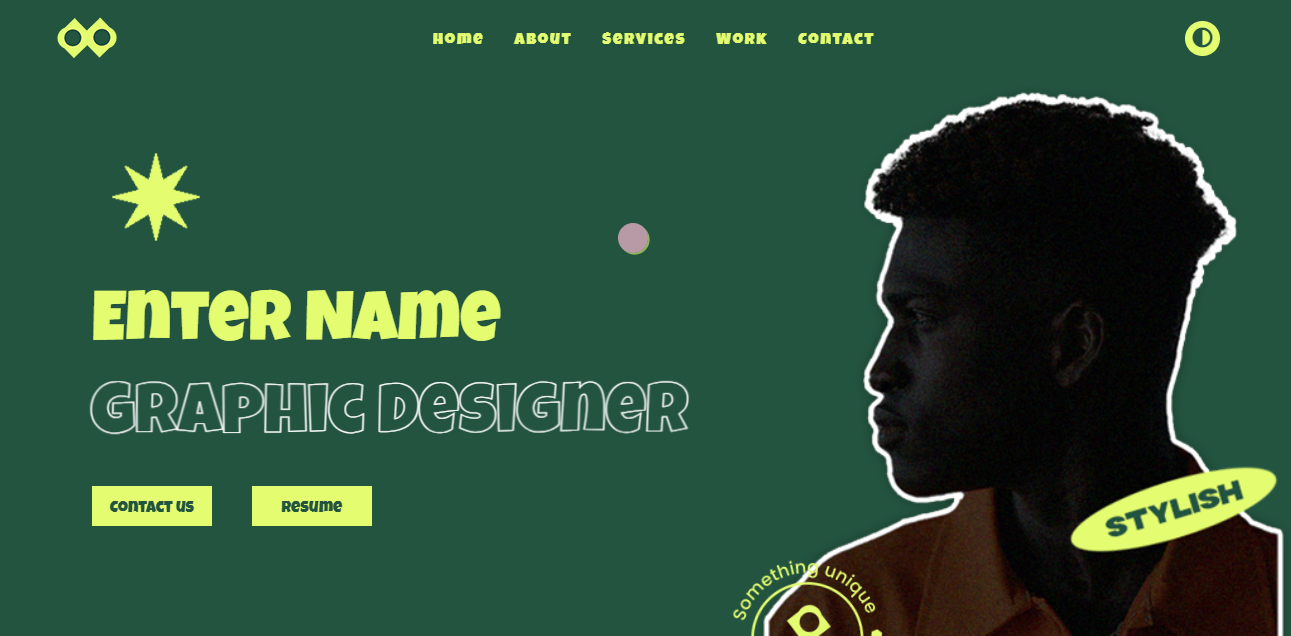 Home About Services Work Contact
Enter Name
Graphic Designer
Contact us
Resume
STYLISH
Something unique